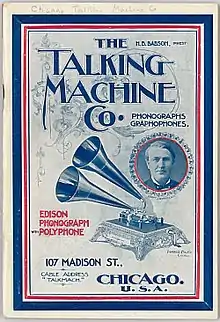 Chicago Talking Machine Co
THE
H.B. BABSON,
TALKING
MACHINE
CO.
PHONOGRAPHS
GRAPHOPHONES.
EDISON
PHONOGRAPH
WITH POLYPHONE
107 MADISON ST.,
CABLE ADDRESS
"TALKMACH."
CHICAGO.
U.S.A.